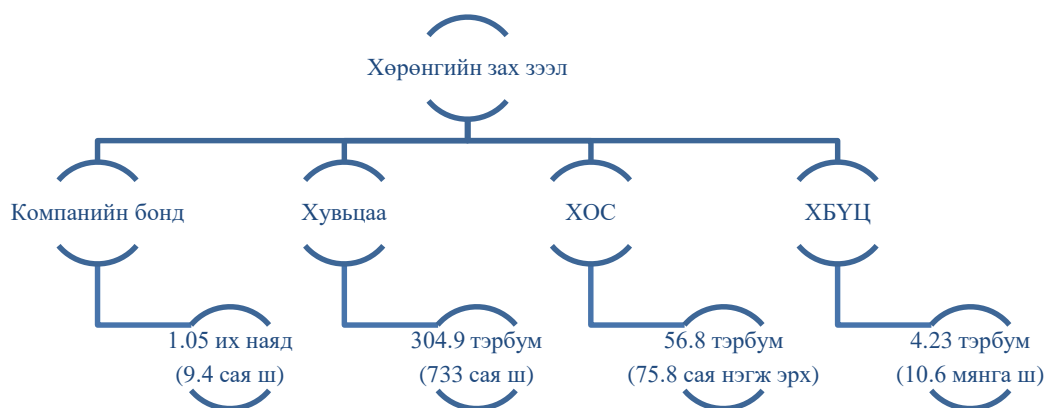 Хөрөнгийн зах зээл
Компанийн бонд
Хувьцаа
ХОС
ХБҮЦ
1.05 их наяд
(9.4 сая ш)
304.9 тэрбум
(733 сая ш)
56.8 тэрбум
(75.8 сая нэгж эрх)
4.23 тэрбум
(10.6 мянга ш)